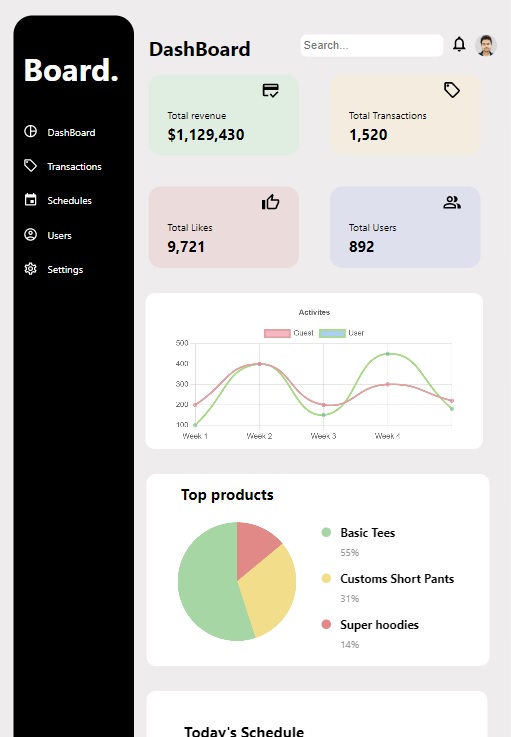 Board.
DashBoard
Transactions
Schedules
Users
Settings
DashBoard
Search...
Total revenue
$1,129,430
Total Transactions
1,520
Total Likes
9,721
Total Users
892
Activites
Guest User
500
400
300
200
100
Week 1 Week 2 Week 3 Week 4
Top products
Basic Tees
55%
Customs Short Pants
31%
Super hoodies
14%
Today's Schedule